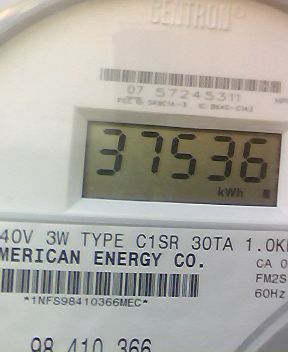 CENTRON®
07 57245311
37536
kWh
40V 3W TYPE C1SR 30TA 1.0K
MERICAN ENERGY CO.
CA 0
FM2S
60Hz
*1NFS98410366MEC*
98 410 366